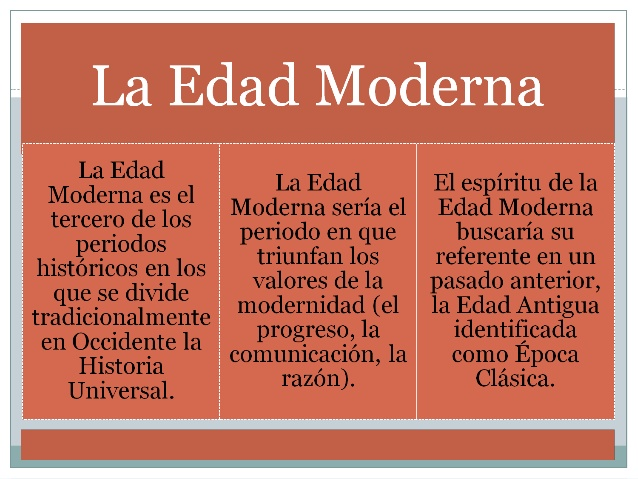 La Edad Moderna
La Edad
Moderna es el
tercero de los
periodos
históricos en los
que se divide
tradicionalmente
en Occidente la
Historia
Universal.
La Edad
Moderna sería el
periodo en que
triunfan los
valores de la
modernidad (el
progreso, la
comunicación, la
razón).
El espíritu de la
Edad Moderna
buscaría su
referente en un
pasado anterior,
la Edad Antigua
identificada
como Época
Clásica.